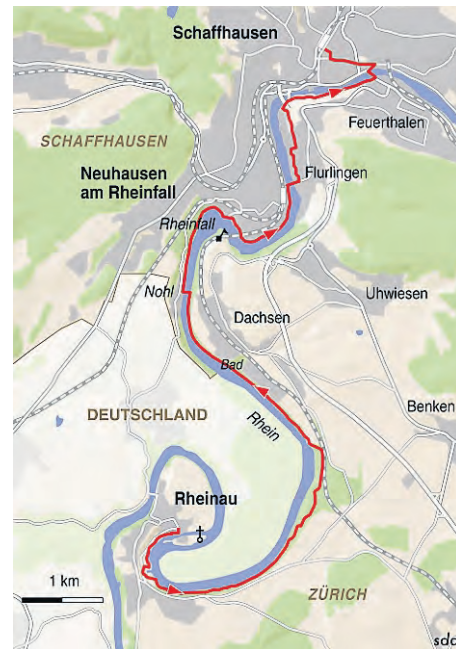 Schaffhausen
Feuerthalen
SCHAFFHAUSEN
Neuhausen
am Rheinfall
Flurlingen
Rheinfall
Nohl
Uhwiesen
Dachsen
Bad
Benken
DEUTSCHLAND
Rhein
Rheinau
1 km
ZÜRICH
sda